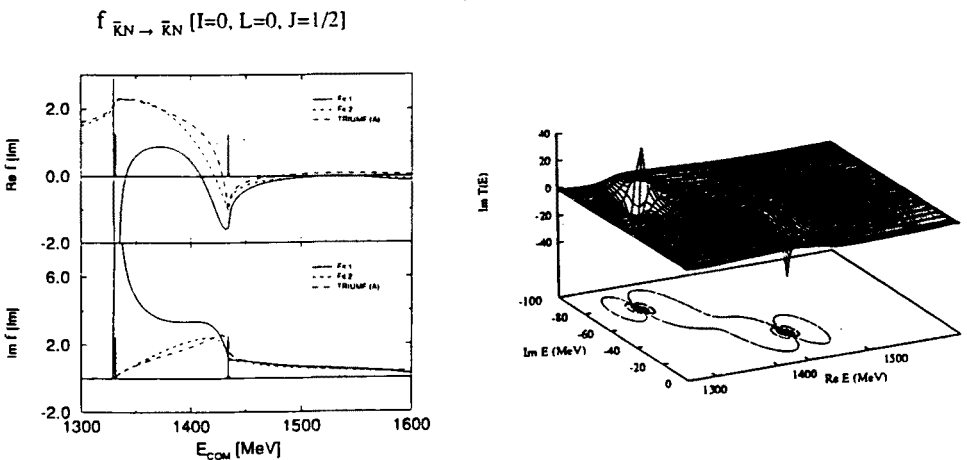 f K̄N → K̄N [I=0, L=0, J=1/2]
Re f [fm]
2.0
0.0
-2.0
Fit 1
Fit 2
TRIUMF (A)
Im f [fm]
6.0
2.0
-2.0
Fit 1
Fit 2
TRIUMF (A)
1300
1400
1500
1600
E_COM [MeV]
Im T(E)
40
20
0
-20
-40
-100
-80
-60
-40
-20
0
Im E (MeV)
1300
1400
1500
Re E (MeV)